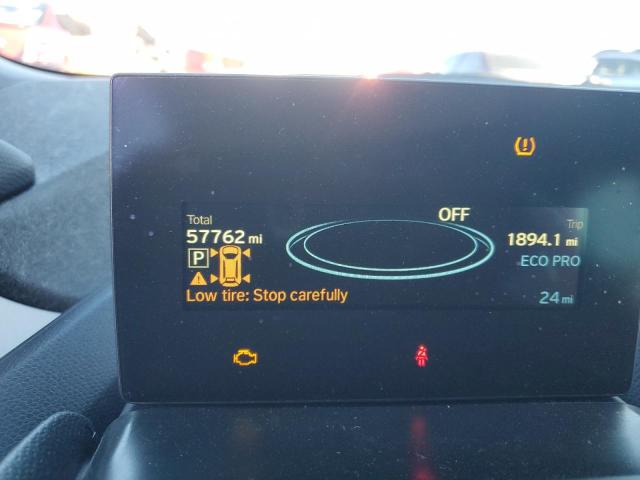 OFF
Total
57762 mi
Trip
1894.1 mi
P
ECO PRO
Low tire: Stop carefully
24 mi